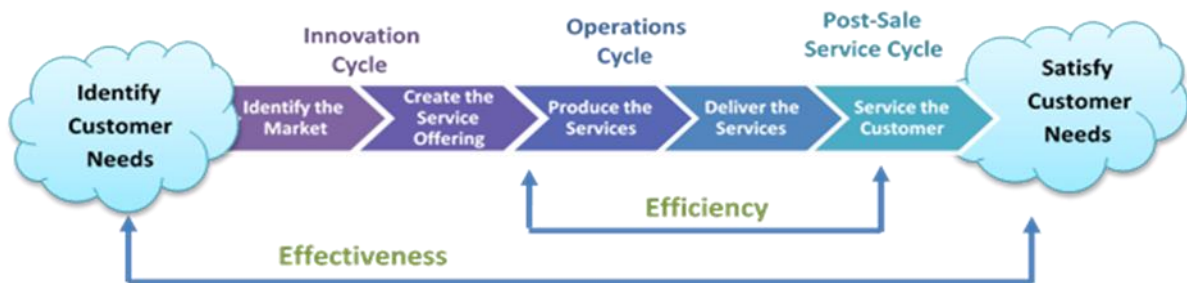 Identify
Customer
Needs
Innovation
Cycle
Operations
Cycle
Post-Sale
Service Cycle
Satisfy
Customer
Needs
Identify the
Market
Create the
Service
Offering
Produce the
Services
Deliver the
Services
Service the
Customer
Efficiency
Effectiveness